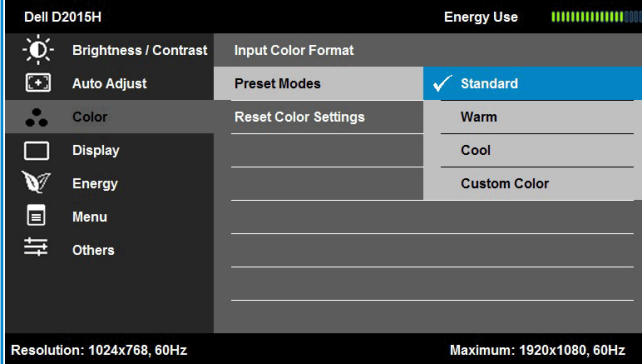 Dell D2015H Energy Use
Brightness / Contrast Input Color Format
Auto Adjust Preset Modes Standard
Color Reset Color Settings Warm
Display Cool
Energy Custom Color
Menu
Others
Resolution: 1024x768, 60Hz Maximum: 1920x1080, 60Hz